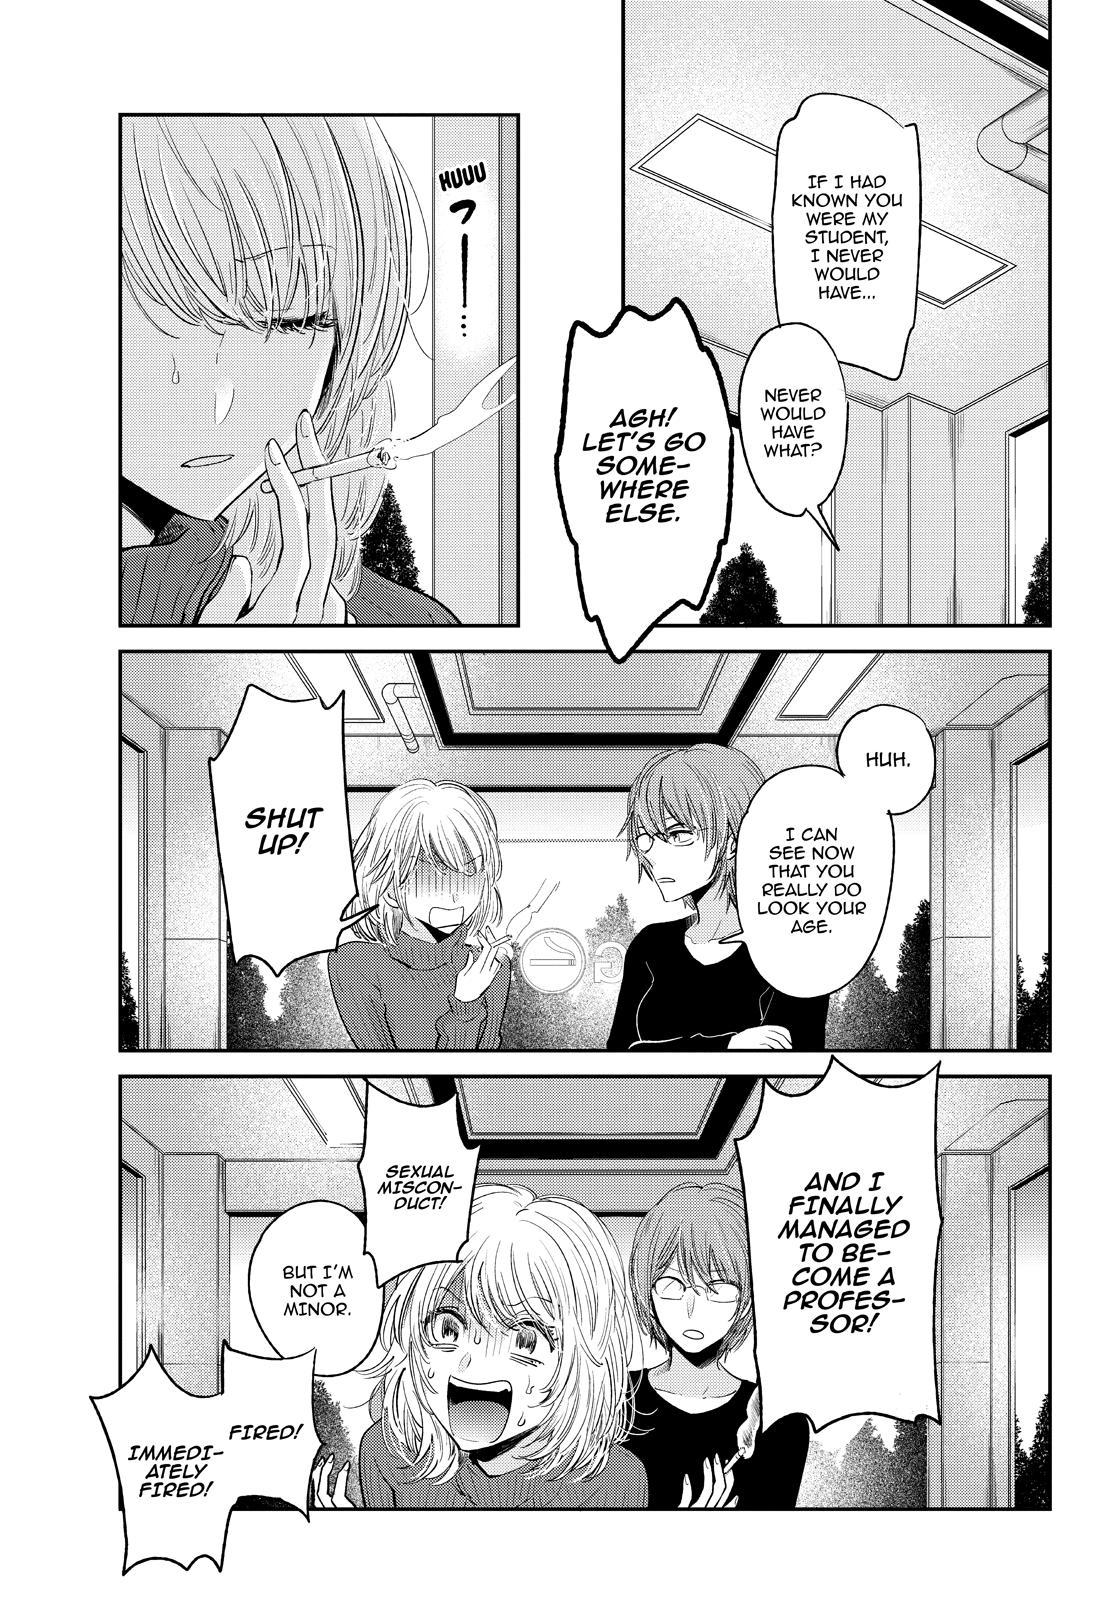 IF I HAD
KNOWN YOU
WERE MY
STUDENT,
I NEVER
WOULD
HAVE...
NEVER
WOULD
HAVE
WHAT?
AGH!
LET'S GO
SOME-
WHERE
ELSE.
HUUU
フー…
HUH.
I CAN
SEE NOW
THAT YOU
REALLY DO
LOOK YOUR
AGE.
SHUT
UP!
AND I
FINALLY
MANAGED
TO BE-
COME A
PROFES-
SOR!
SEXUAL
MISCON-
DUCT!
BUT I'M
NOT A
MINOR.
FIRED!
IMMEDI-
ATELY
FIRED!